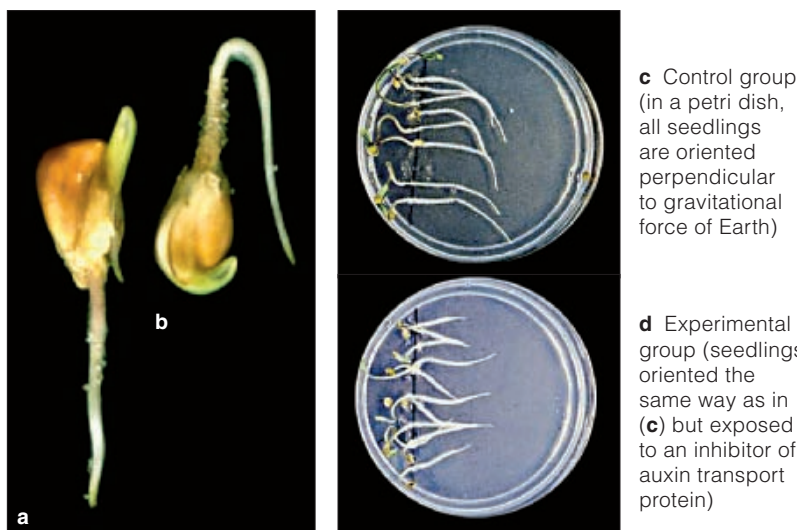 a
b
c Control group
(in a petri dish,
all seedlings
are oriented
perpendicular
to gravitational
force of Earth)
d Experimental
group (seedlings
oriented the
same way as in
(c) but exposed
to an inhibitor of
auxin transport
protein)